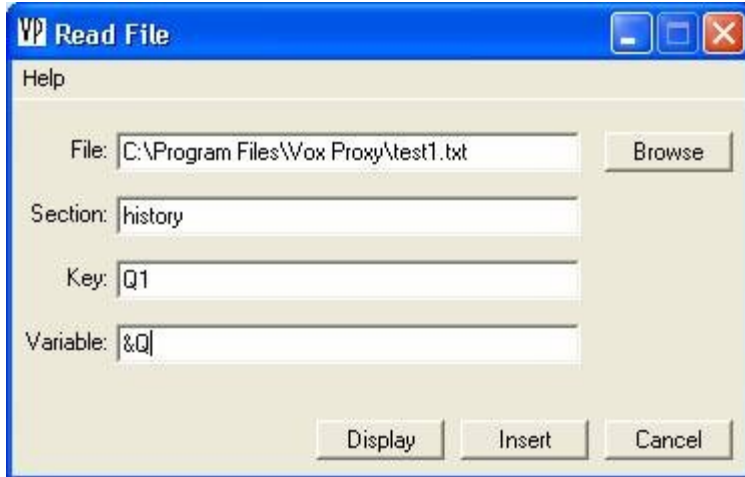 VP Read File
Help
File: C:\Program Files\Vox Proxy\test1.txt Browse
Section: history
Key: Q1
Variable: &Q
Display Insert Cancel